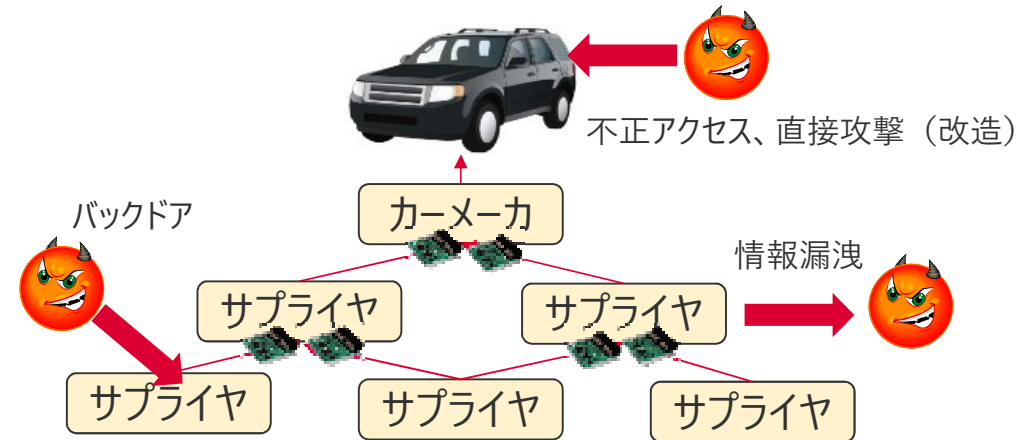 不正アクセス、直接攻撃（改造）
カーメーカ
バックドア
情報漏洩
サプライヤ
サプライヤ
サプライヤ
サプライヤ
サプライヤ